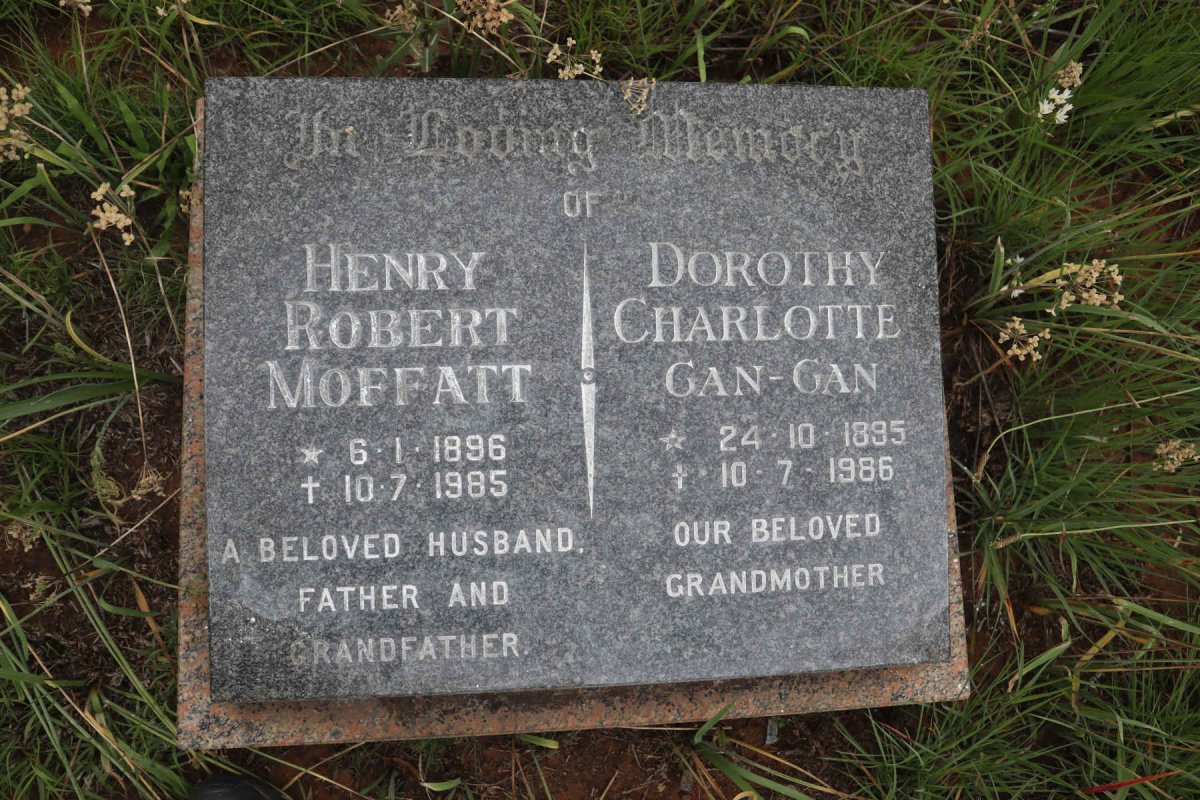 In Loving Memory
OF
HENRY
ROBERT
MOFFATT
6·1·1896
10·7·1985
A BELOVED HUSBAND,
FATHER AND
GRANDFATHER.
DOROTHY
CHARLOTTE
GAN-GAN
24·10·1895
10·7·1986
OUR BELOVED
GRANDMOTHER